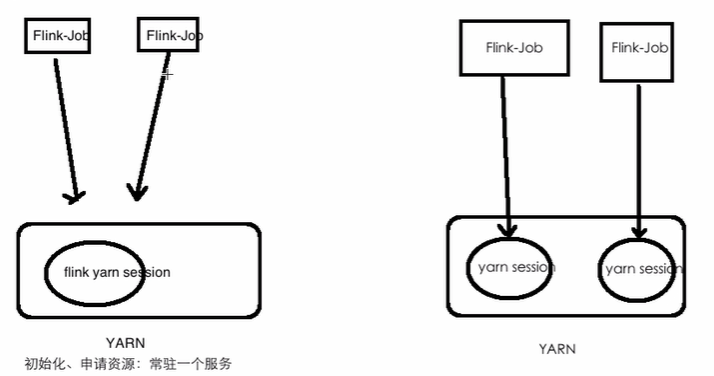 Flink-Job
Flink-Job
flink yarn session
YARN
初始化、申请资源：常驻一个服务
Flink-Job
Flink-Job
yarn session
yarn session
YARN